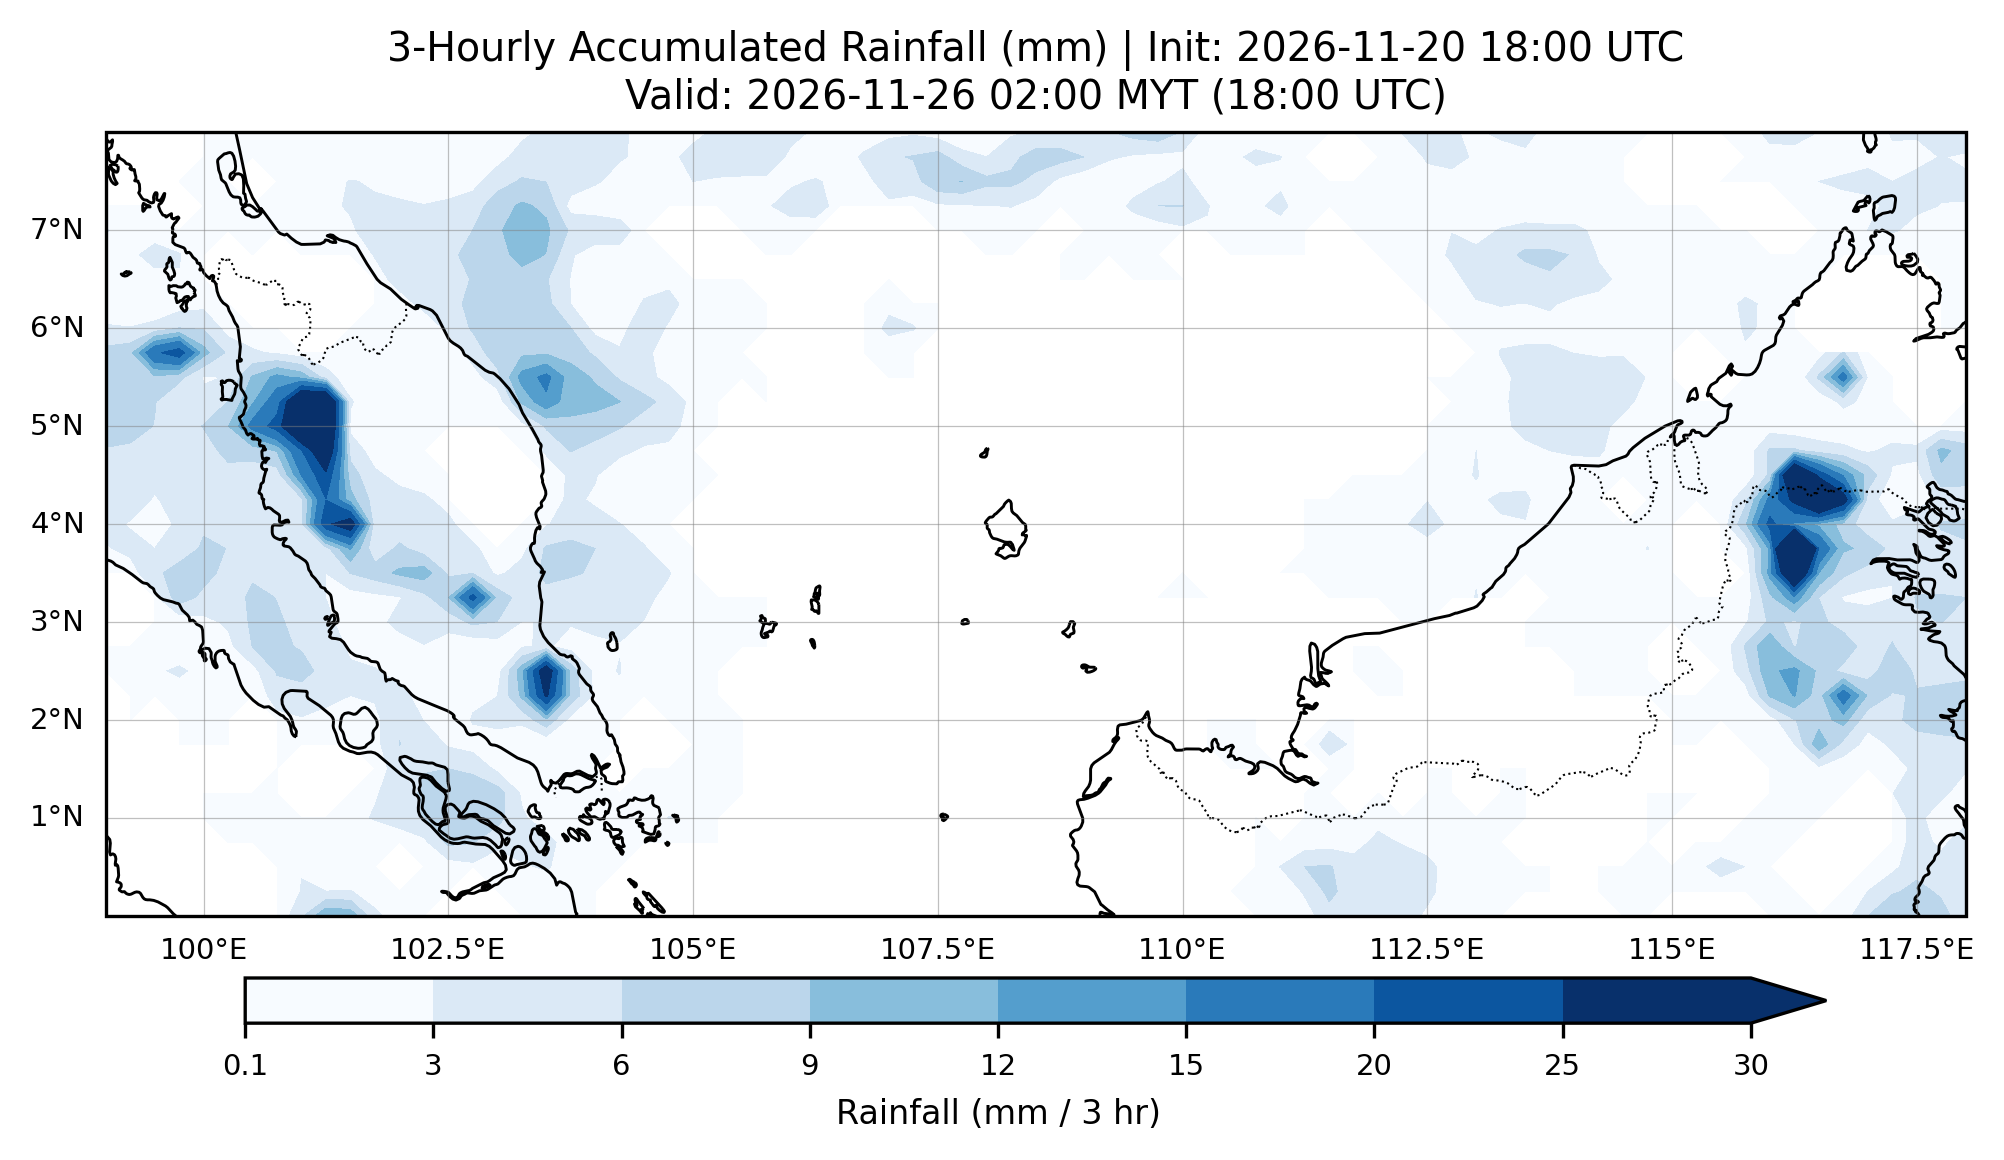 3-Hourly Accumulated Rainfall (mm) | Init: 2026-11-20 18:00 UTC
Valid: 2026-11-26 02:00 MYT (18:00 UTC)
7°N
6°N
5°N
4°N
3°N
2°N
1°N
100°E 102.5°E 105°E 107.5°E 110°E 112.5°E 115°E 117.5°E
0.1 3 6 9 12 15 20 25 30
Rainfall (mm / 3 hr)